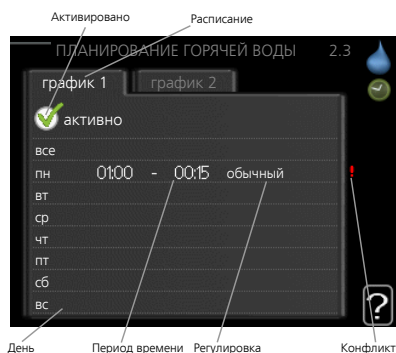 Активировано Расписание
ПЛАНИРОВАНИЕ ГОРЯЧЕЙ ВОДЫ 2.3
график 1 график 2
активно
все
пн 01:00 - 00:15 обычный !
вт
ср
чт
пт
сб
вс
?
День Период времени Регулировка Конфликт